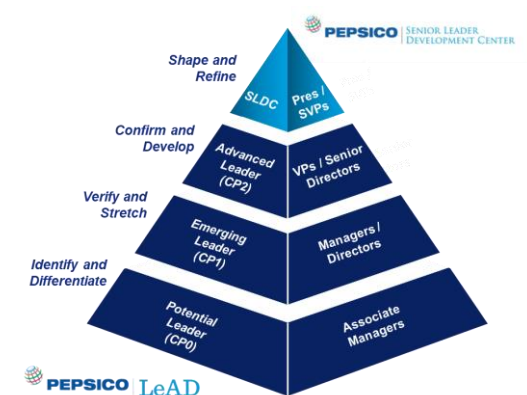 PEPSICO
SENIOR LEADER
DEVELOPMENT CENTER
Shape and
Refine
SLDC
Pres /
SVPs
Confirm and
Develop
Advanced
Leader
(CP2)
VPs / Senior
Directors
Verify and
Stretch
Emerging
Leader
(CP1)
Managers /
Directors
Identify and
Differentiate
Potential
Leader
(CP0)
Associate
Managers
PEPSICO
LeAD